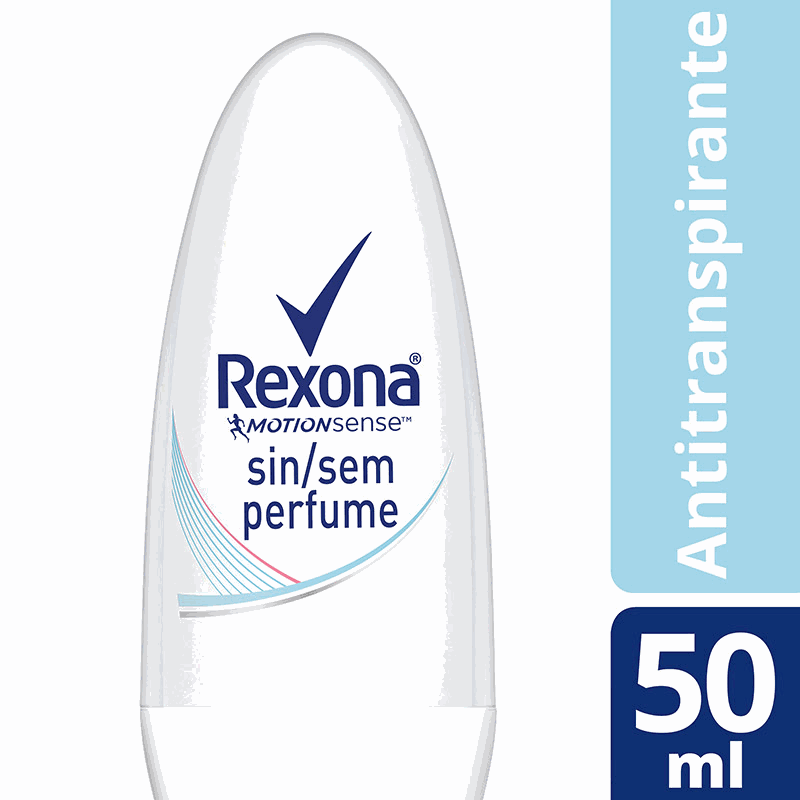 Rexona®
MOTIONsense™
sin/sem
perfume
Antitranspirante
50
ml